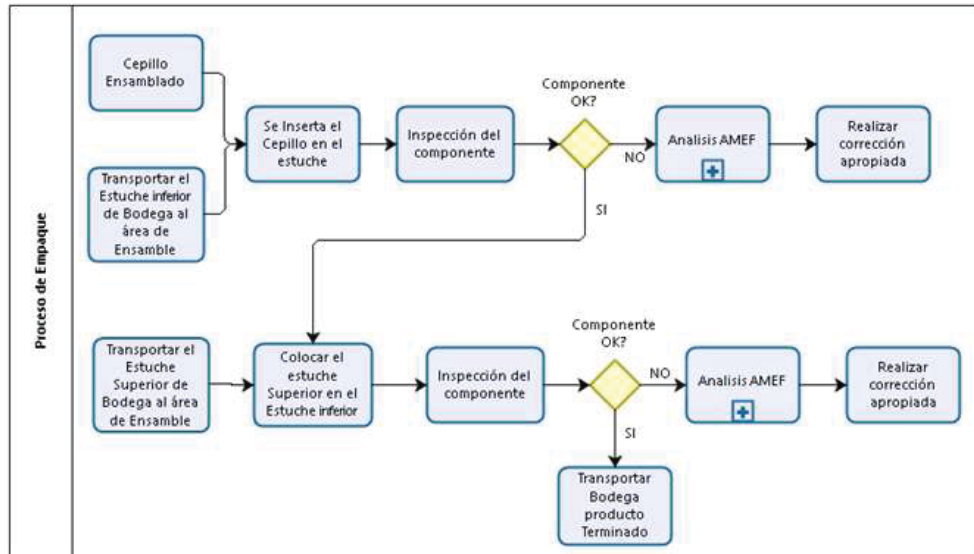 Proceso de Empaque
Cepillo
Ensamblado
Transportar el
Estuche inferior
de Bodega al
área de
Ensamble
Se Inserta el
Cepillo en el
estuche
Inspección del
componente
Componente
OK?
NO
Analisis AMEF
Realizar
corrección
apropiada
SI
Transportar el
Estuche
Superior de
Bodega al área
de Ensamble
Colocar el
estuche
Superior en el
Estuche inferior
Inspección del
componente
Componente
OK?
NO
Analisis AMEF
Realizar
corrección
apropiada
SI
Transportar
Bodega
producto
Terminado